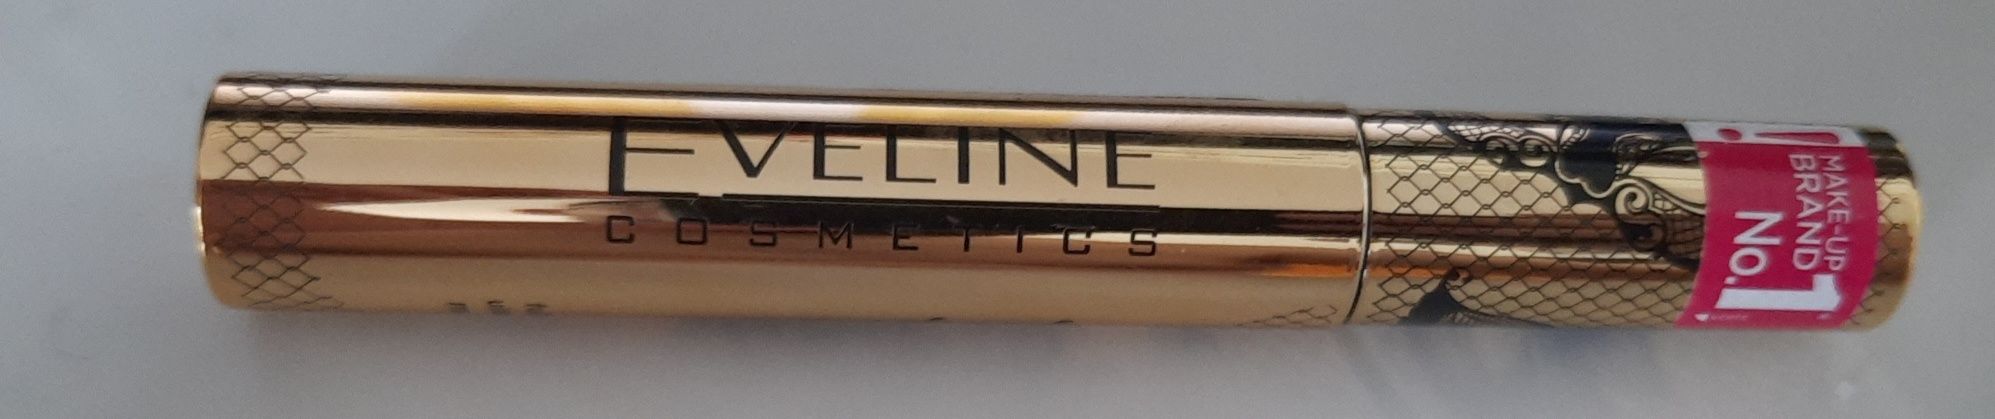 EVELINE
COSMETICS
MAKE-UP
BRAND
No.1